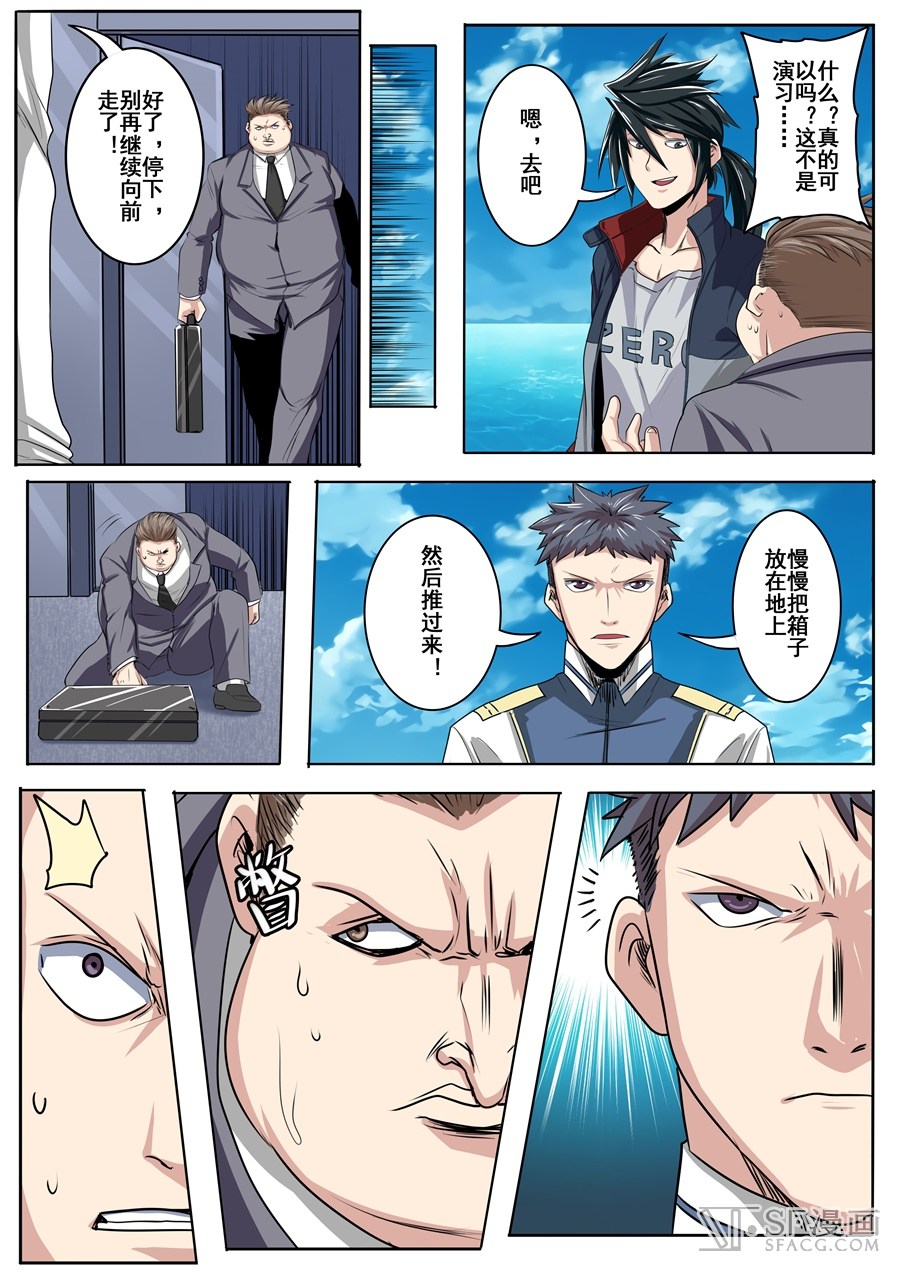 什么？真的可
以吗？这不是
演习······
嗯，去吧
ZERO
好了，停下，
别再继续向前
走了！
慢慢把箱子
放在地上
然后推过来！
瞥
SF漫画
SFACG.COM